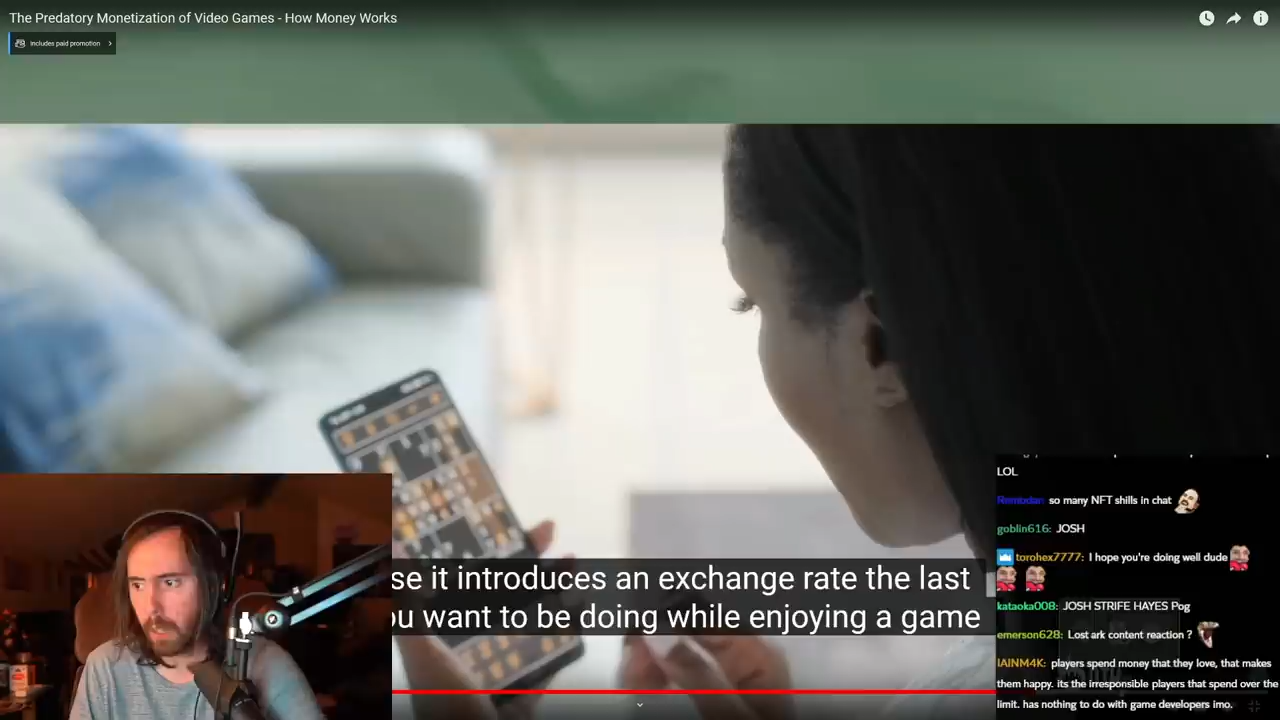 The Predatory Monetization of Video Games - How Money Works
Includes paid promotion
LOL
so many NFT shills in chat
goblin616: JOSH
torohex7777: I hope you're doing well dude
kataoka008: JOSH STRIFE HAYES Pog
emerson628: Lost ark content reaction ?
IAINM4K: players spend money that they love, that makes
them happy. its the irresponsible players that spend over the
limit. has nothing to do with game developers imo.
se it introduces an exchange rate the last
ou want to be doing while enjoying a game